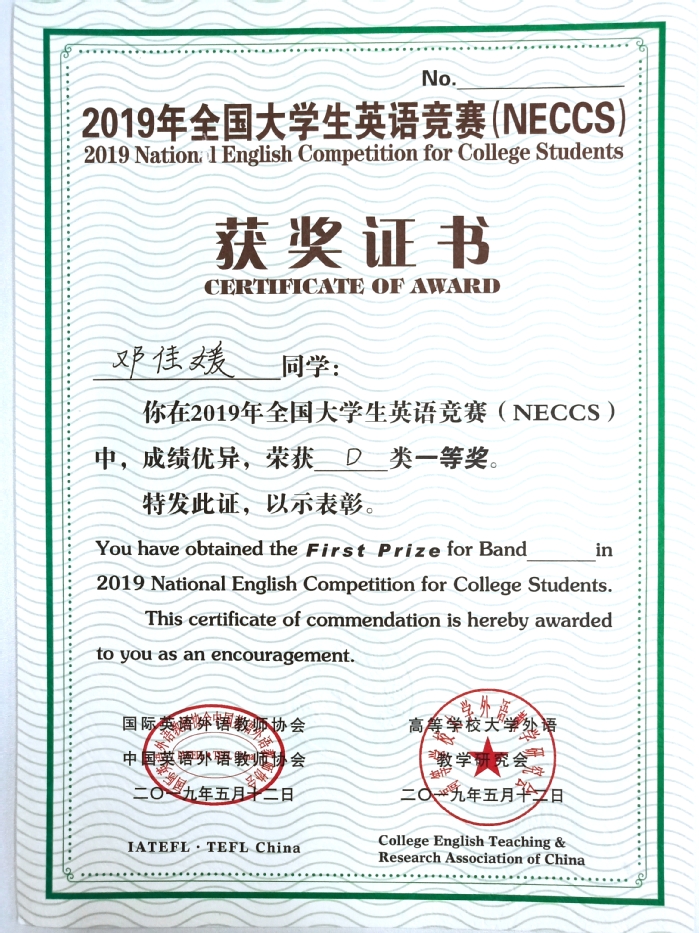 No.
2019年全国大学生英语竞赛(NECCS)
2019 National English Competition for College Students
获奖证书
CERTIFICATE OF AWARD
邓佳媛 同学:
你在2019年全国大学生英语竞赛(NECCS)
中,成绩优异,荣获 D 类一等奖。
特发此证,以示表彰。
You have obtained the First Prize for Band in
2019 National English Competition for College Students.
This certificate of commendation is hereby awarded
to you as an encouragement.
国际英语外语教师协会
中国英语外语教师协会
二〇一九年五月十二日
IATEFL · TEFL China
高等学校大学外语
教学研究会
二〇一九年五月十二日
College English Teaching &
Research Association of China